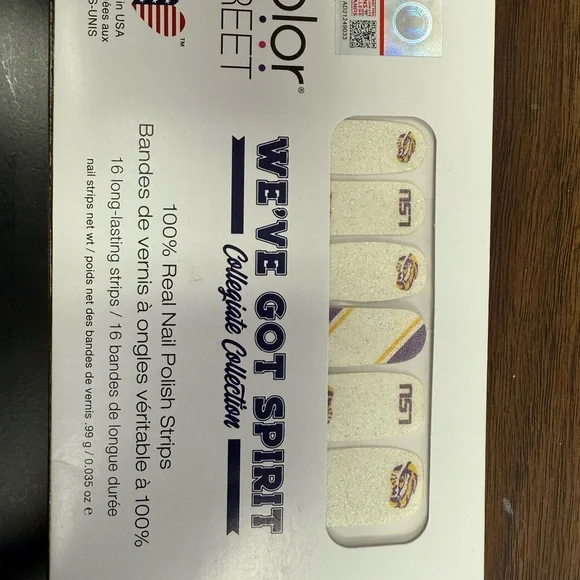 olor®
REET
in USA
ées aux
S-UNIS
™
AD21249033
WE'VE GOT SPIRIT
Collegiate Collection
100% Real Nail Polish Strips
Bandes de vernis à ongles véritable à 100%
16 long-lasting strips / 16 bandes de longue durée
nail strips net wt / poids net des bandes de vernis .99 g / 0.035 oz e
LSU
LSU